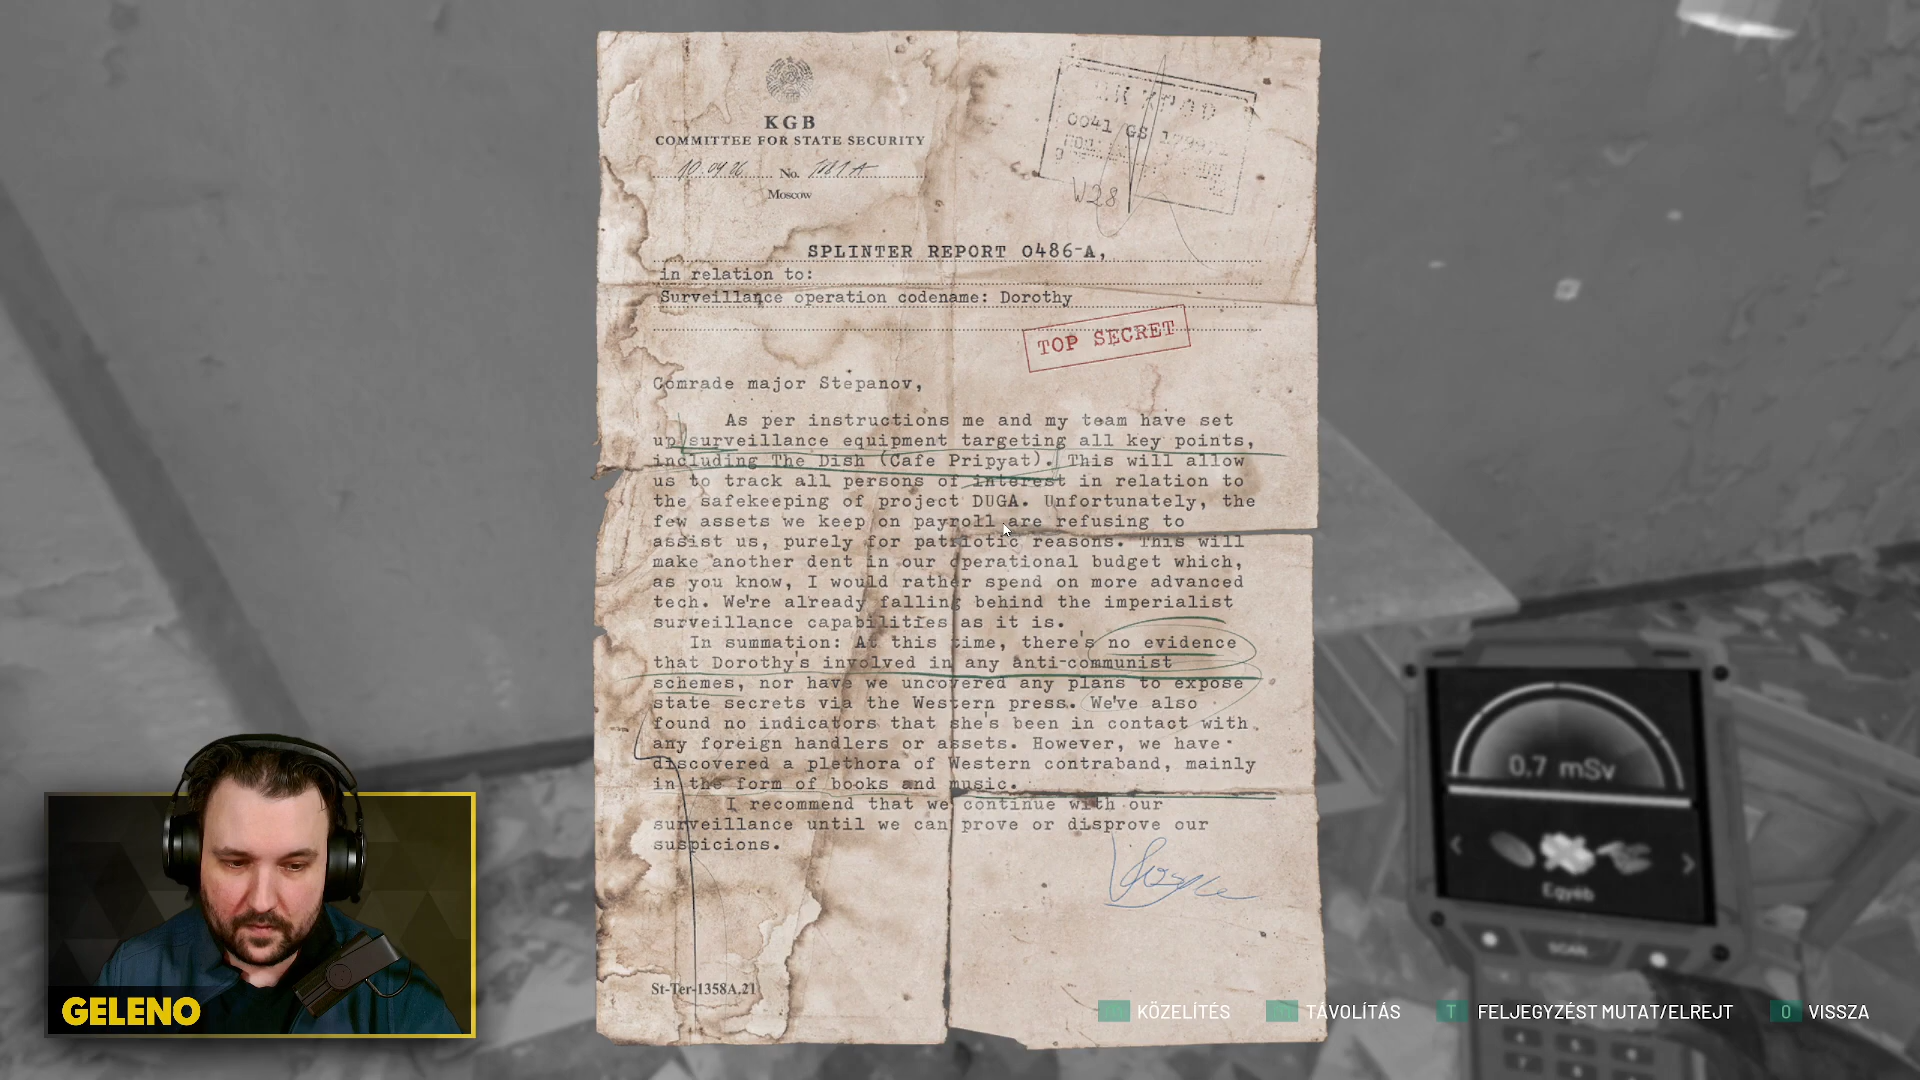 KGB
COMMITTEE FOR STATE SECURITY
No.
Moscow
0041 GS
W28
SPLINTER REPORT 0486-A,
in relation to:
Surveillance operation codename: Dorothy
TOP SECRET
Comrade major Stepanov,
As per instructions me and my team have set
up surveillance equipment targeting all key points,
including The Dish (Cafe Pripyat). This will allow
us to track all persons of interest in relation to
the safekeeping of project DUGA. Unfortunately, the
few assets we keep on payroll are refusing to
assist us, purely for patriotic reasons. This will
make another dent in our operational budget which,
as you know, I would rather spend on more advanced
tech. We're already falling behind the imperialist
surveillance capabilities as it is.
In summation: At this time, there's no evidence
that Dorothy's involved in any anti-communist
schemes, nor have we uncovered any plans to expose
state secrets via the Western press. We've also
found no indicators that she's been in contact with
any foreign handlers or assets. However, we have
discovered a plethora of Western contraband, mainly
in the form of books and music.
I recommend that we continue with our
surveillance until we can prove or disprove our
suspicions.
St-Ter-1358A.21
0.7 mSv
Egyéb
SCAN
GELENO
KÖZELÍTÉS
TÁVOLÍTÁS
T FELJEGYZÉST MUTAT/ELREJT
O VISSZA